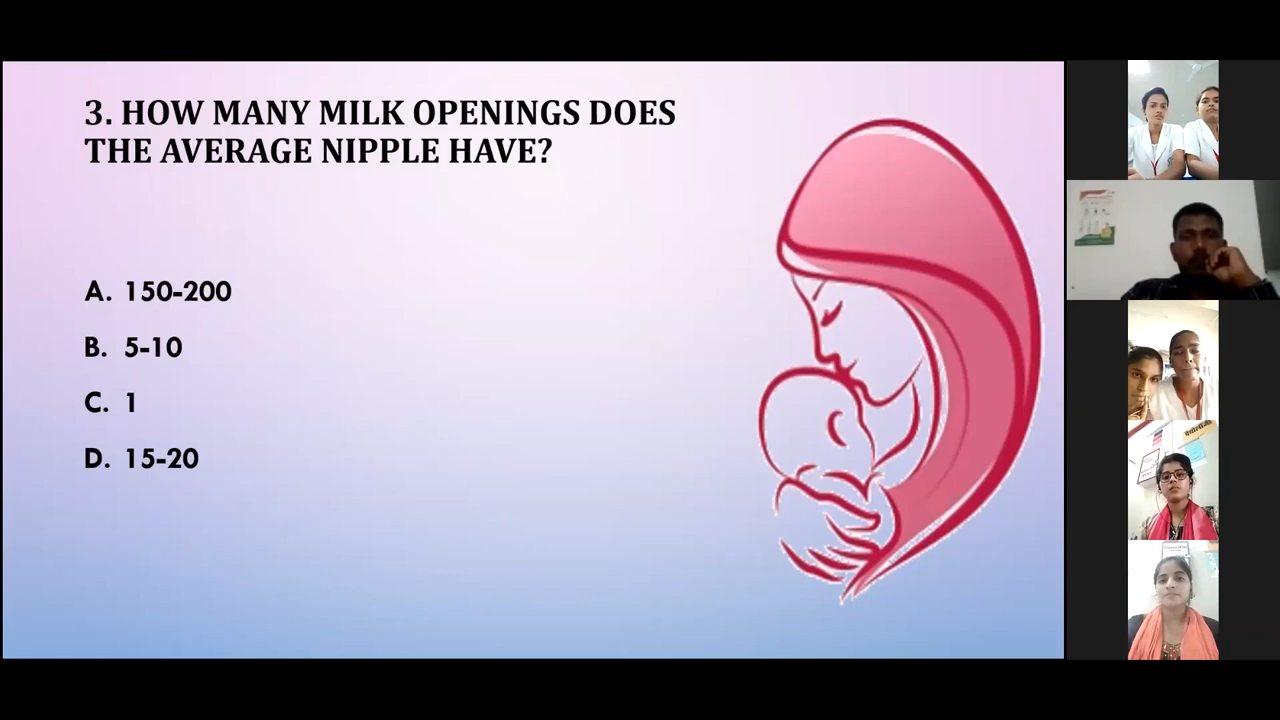 3. HOW MANY MILK OPENINGS DOES
THE AVERAGE NIPPLE HAVE?
A. 150-200
B. 5-10
C. 1
D. 15-20